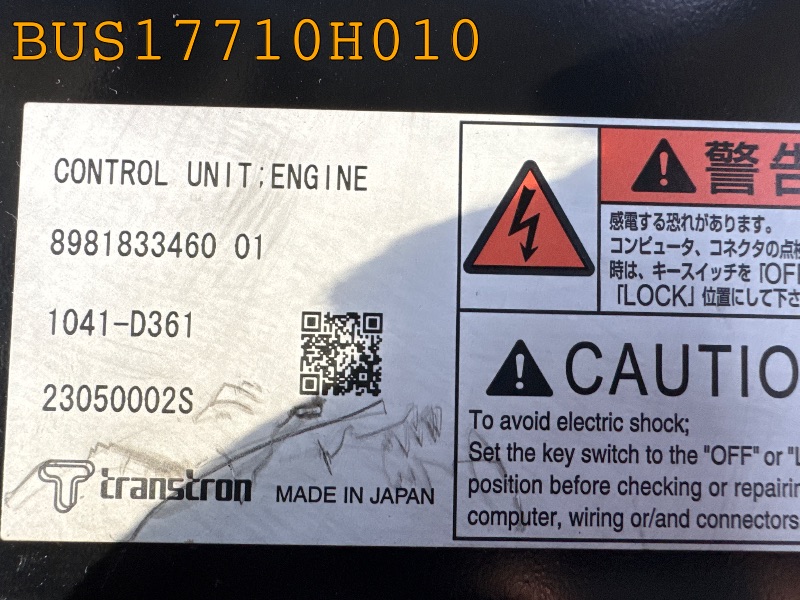 BUS17710H010
CONTROL UNIT;ENGINE
8981833460 01
1041-D361
23050002S
transtron MADE IN JAPAN
警告
感電する恐れがあります。
コンピュータ、コネクタの点検
時は、キースイッチを「OFF
「LOCK」位置にして下さ
CAUTIO
To avoid electric shock;
Set the key switch to the "OFF" or "L
position before checking or repairin
computer, wiring or/and connectors